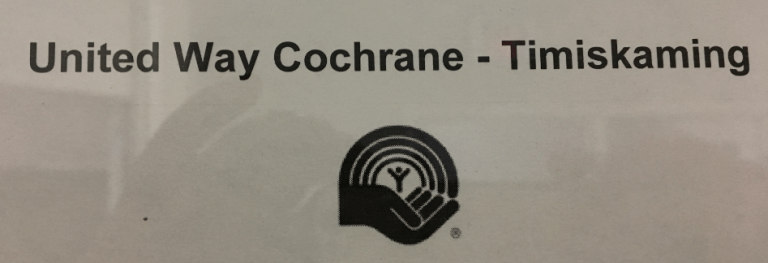 United Way Cochrane - Timiskaming
®